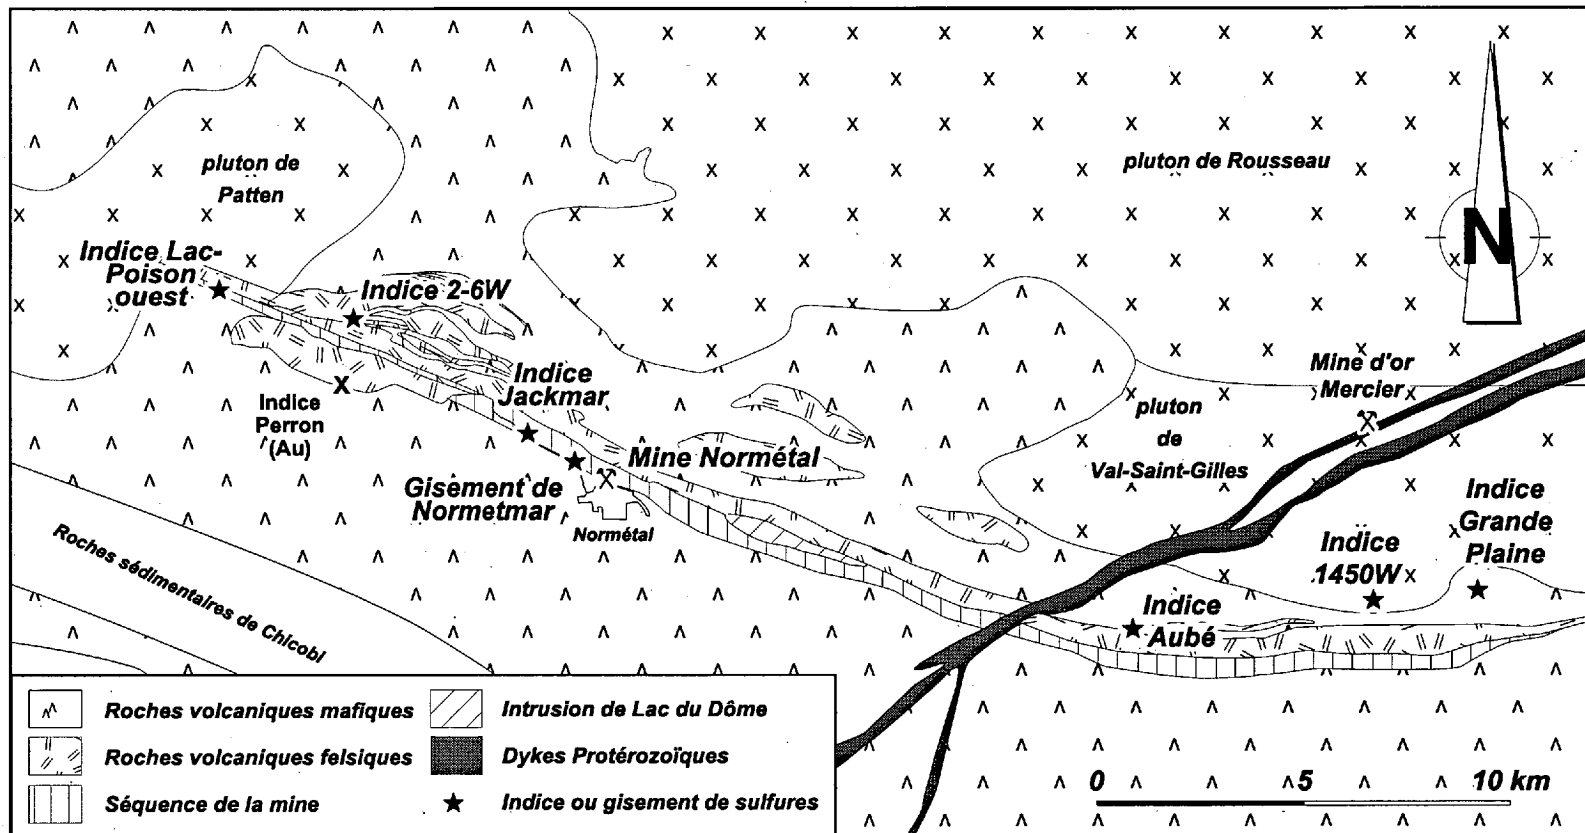 pluton de
Patten
pluton de Rousseau
N
Indice Lac-
Poison
ouest
Indice 2-6W
Indice
Jackmar
Indice
Perron
(Au)
Mine d'or
Mercier
pluton
de
Val-Saint-Gilles
Mine Normétal
Gisement de
Normetmar
Normétal
Indice
Grande
Plaine
Indice
1450W
Indice
Aubé
Roches sédimentaires de Chicobi
Roches volcaniques mafiques
Roches volcaniques felsiques
Séquence de la mine
Intrusion de Lac du Dôme
Dykes Protérozoïques
Indice ou gisement de sulfures
0 5 10 km